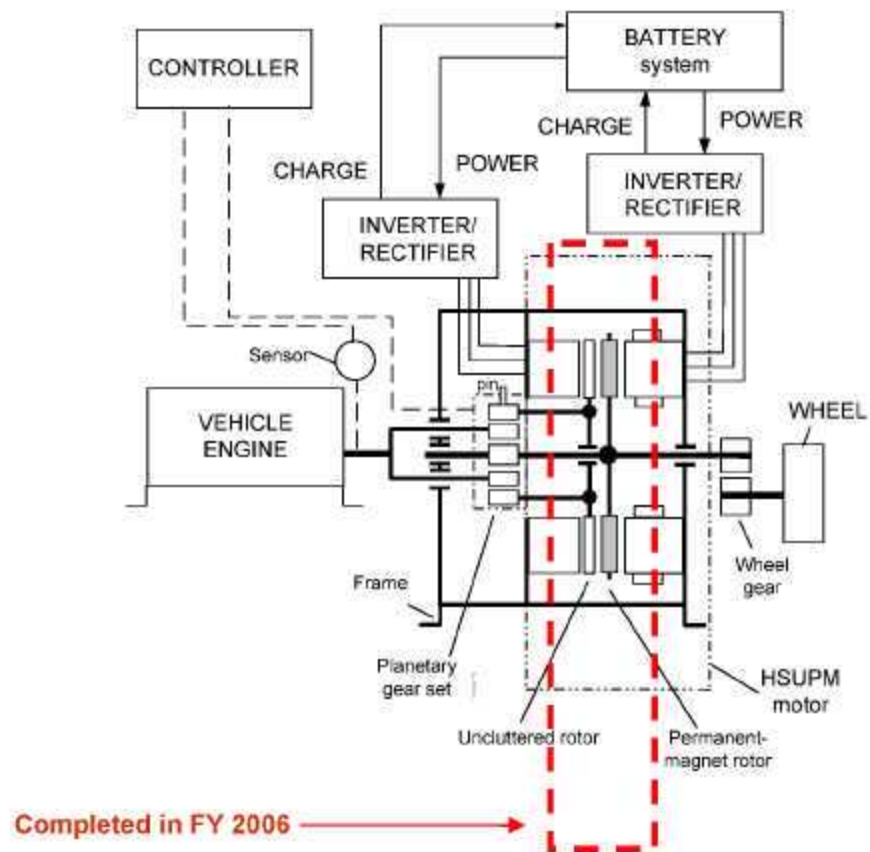 BATTERY
system
CONTROLLER
CHARGE
POWER
CHARGE
POWER
INVERTER/
RECTIFIER
INVERTER/
RECTIFIER
Sensor
pin
VEHICLE
ENGINE
WHEEL
Wheel
gear
Frame
Planetary
gear set
HSUPM
motor
Uncluttered rotor
Permanent-
magnet rotor
Completed in FY 2006